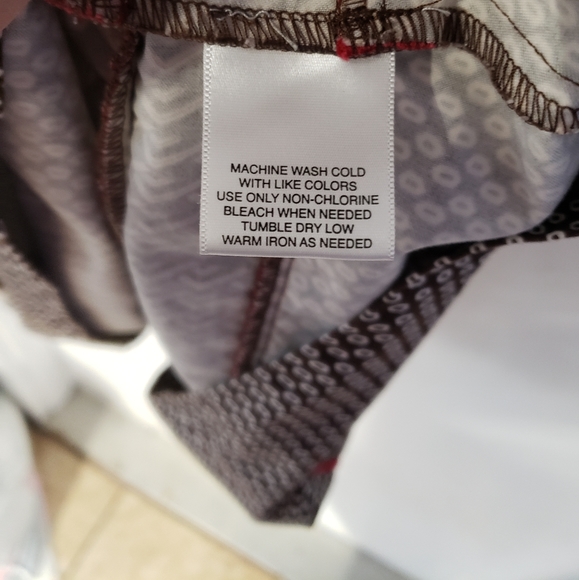 MACHINE WASH COLD
WITH LIKE COLORS
USE ONLY NON-CHLORINE
BLEACH WHEN NEEDED
TUMBLE DRY LOW
WARM IRON AS NEEDED